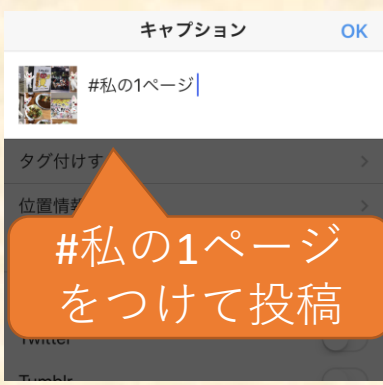 キャプション OK
#私の1ページ
タグ付けす
位置情報
#私の1ページ
をつけて投稿
Twitter
Tumblr